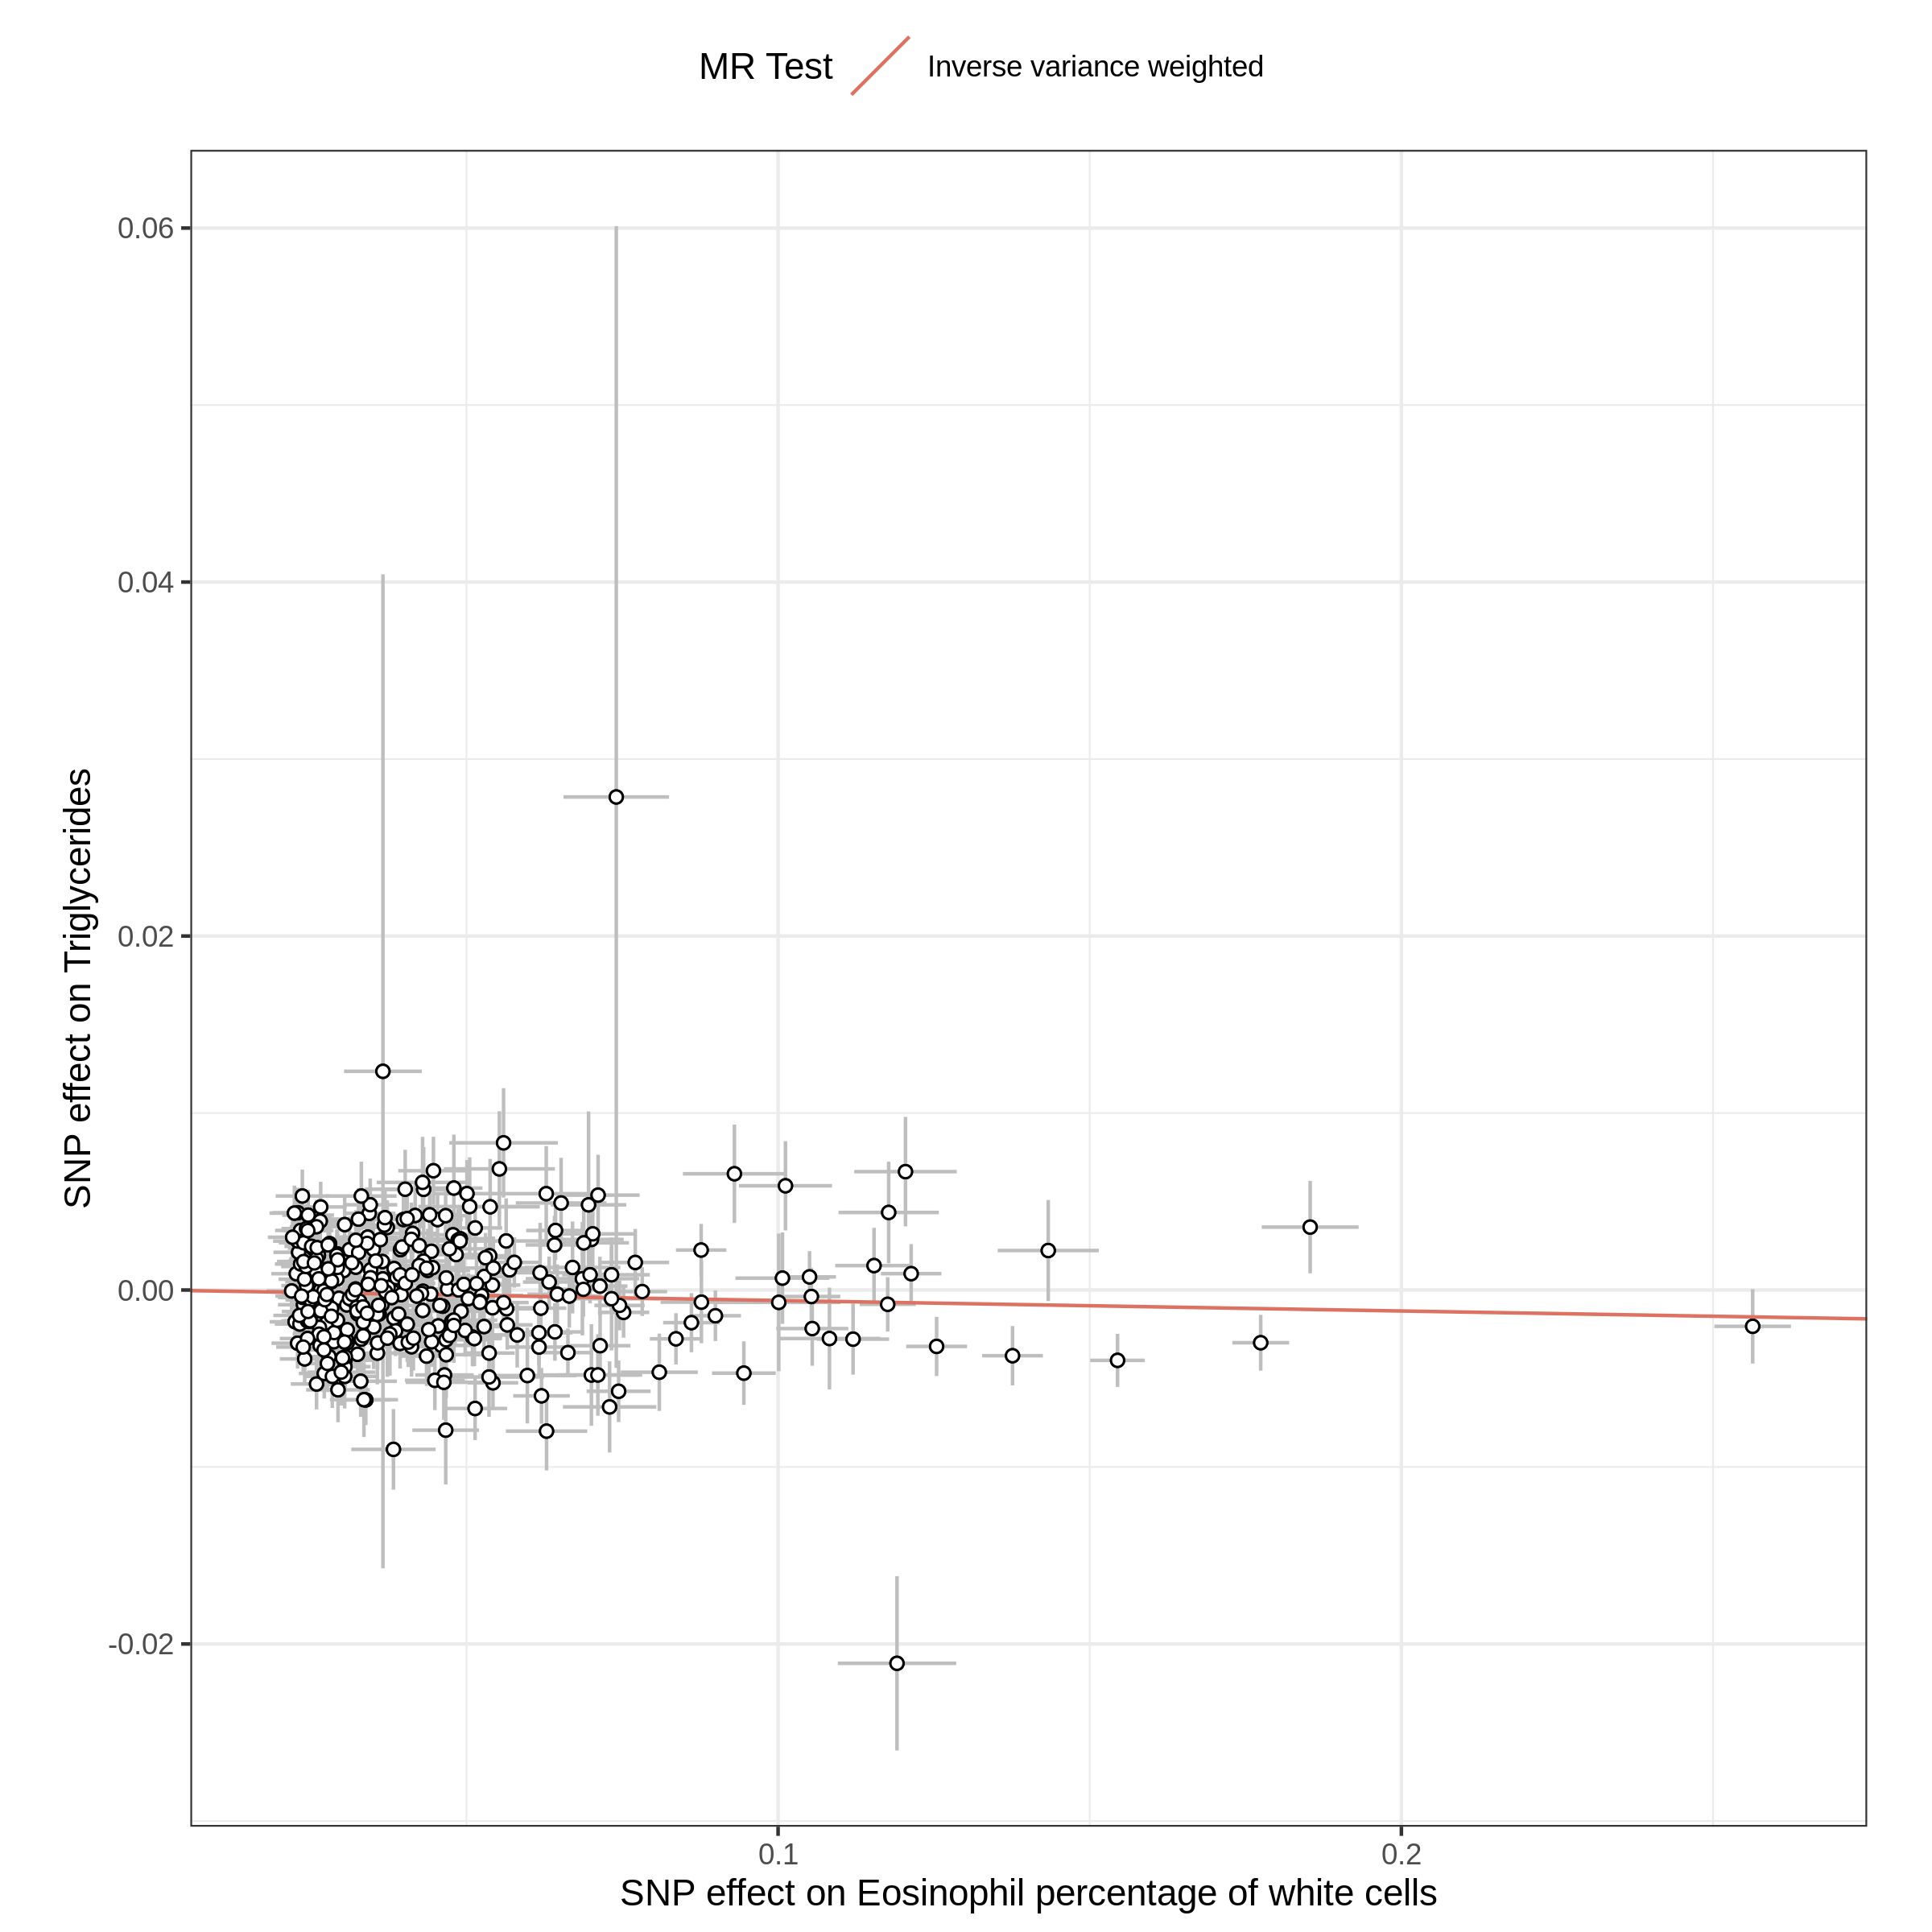 MR Test
Inverse variance weighted
0.06
0.04
0.02
0.00
-0.02
SNP effect on Triglycerides
0.1
0.2
SNP effect on Eosinophil percentage of white cells